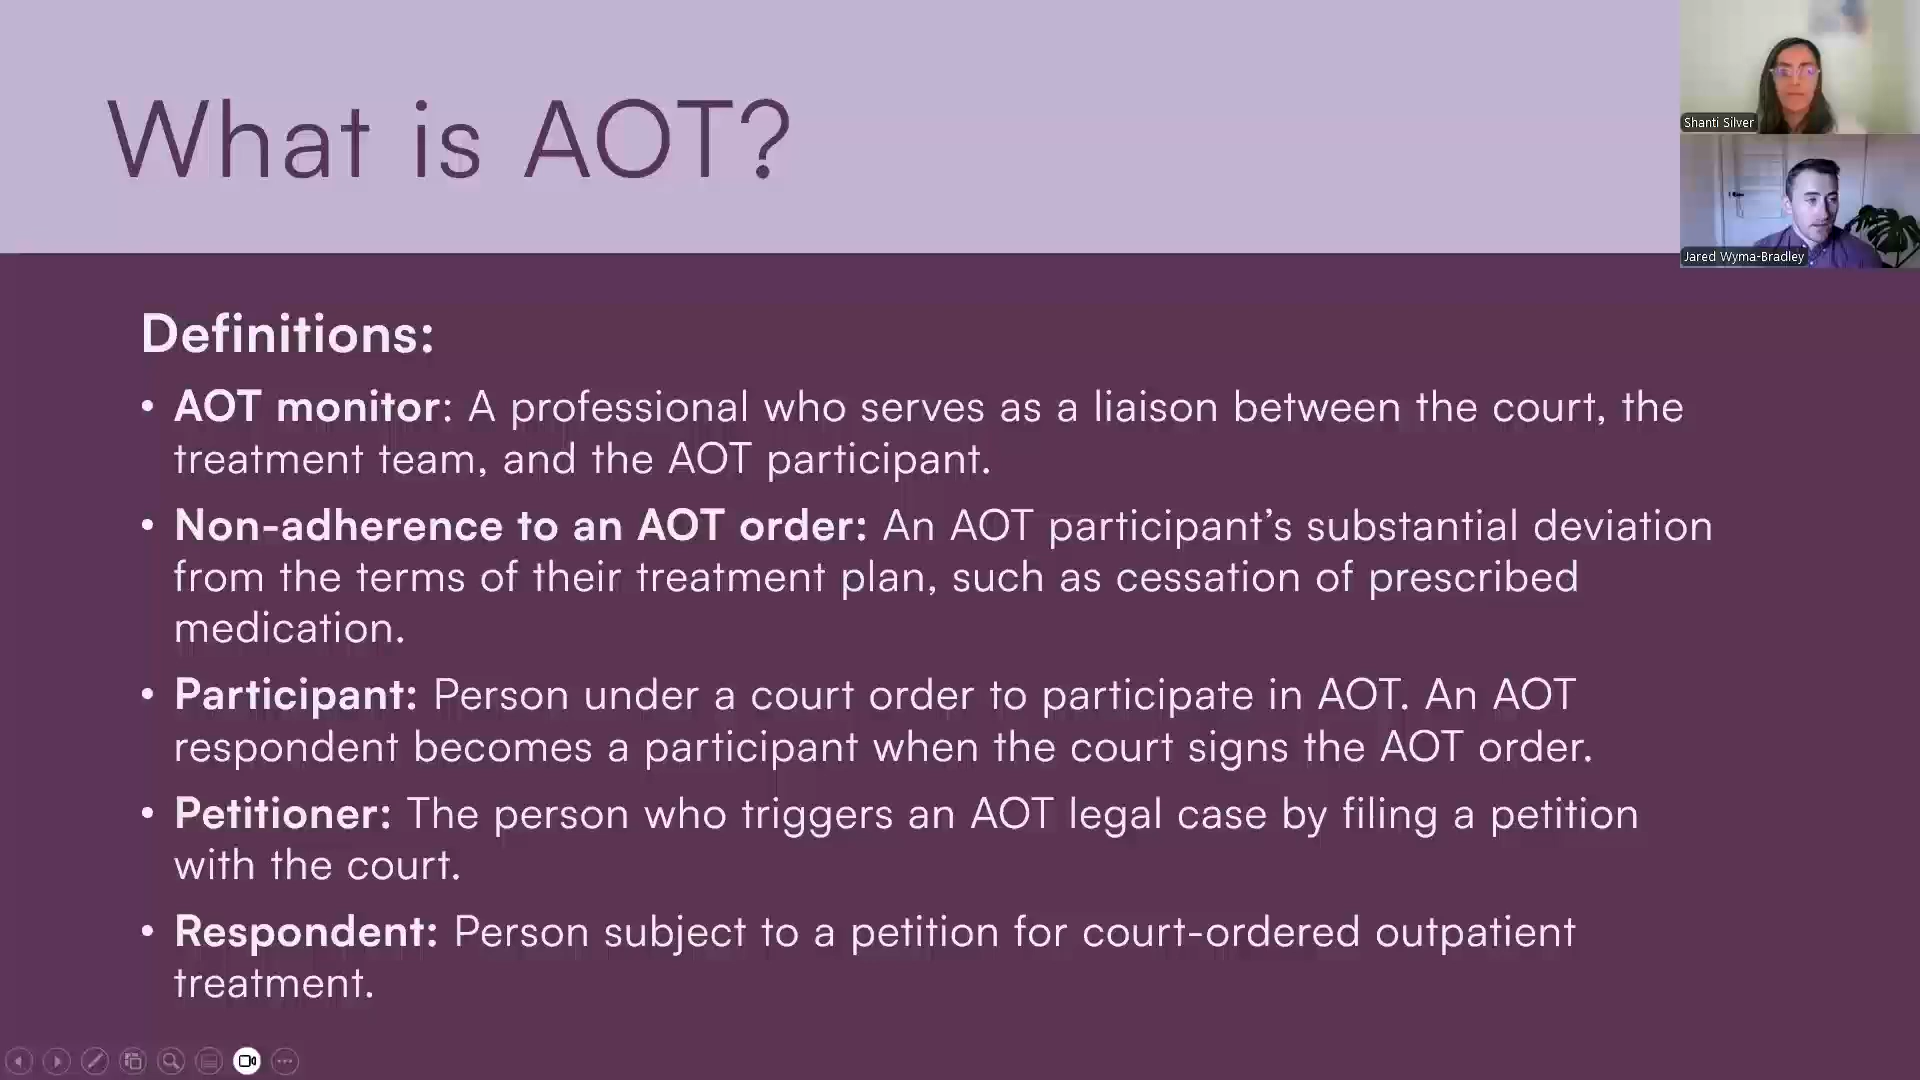 What is AOT?
Shanti Silver
Jared Wyma-Bradley
Definitions:
• AOT monitor: A professional who serves as a liaison between the court, the
treatment team, and the AOT participant.
• Non-adherence to an AOT order: An AOT participant’s substantial deviation
from the terms of their treatment plan, such as cessation of prescribed
medication.
• Participant: Person under a court order to participate in AOT. An AOT
respondent becomes a participant when the court signs the AOT order.
• Petitioner: The person who triggers an AOT legal case by filing a petition
with the court.
• Respondent: Person subject to a petition for court-ordered outpatient
treatment.